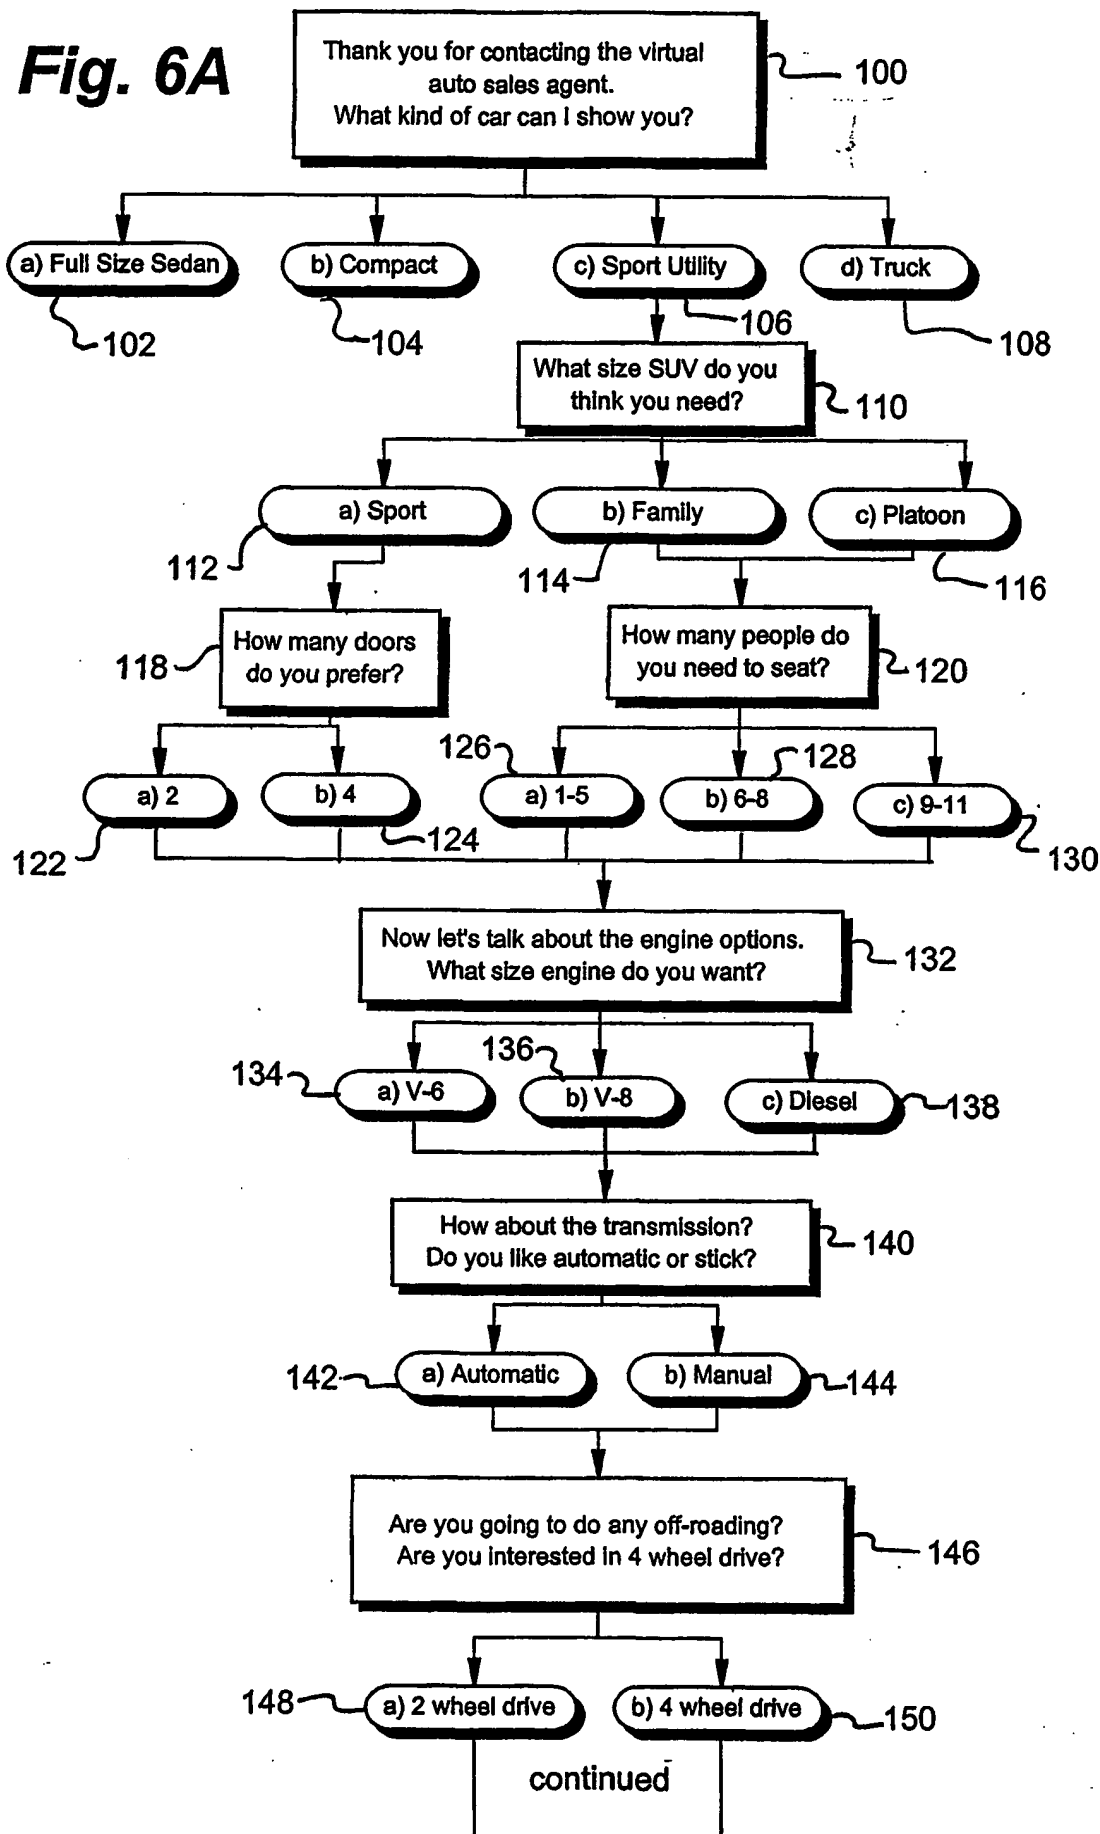 Fig. 6A
Thank you for contacting the virtual
auto sales agent.
What kind of car can I show you?
100
a) Full Size Sedan
b) Compact
c) Sport Utility
d) Truck
102
104
106
108
What size SUV do you
think you need?
110
a) Sport
b) Family
c) Platoon
112
114
116
How many doors
do you prefer?
118
How many people do
you need to seat?
120
126
128
a) 2
b) 4
a) 1-5
b) 6-8
c) 9-11
122
124
130
Now let's talk about the engine options.
What size engine do you want?
132
134
136
a) V-6
b) V-8
c) Diesel
138
How about the transmission?
Do you like automatic or stick?
140
142
a) Automatic
b) Manual
144
Are you going to do any off-roading?
Are you interested in 4 wheel drive?
146
148
a) 2 wheel drive
b) 4 wheel drive
150
continued